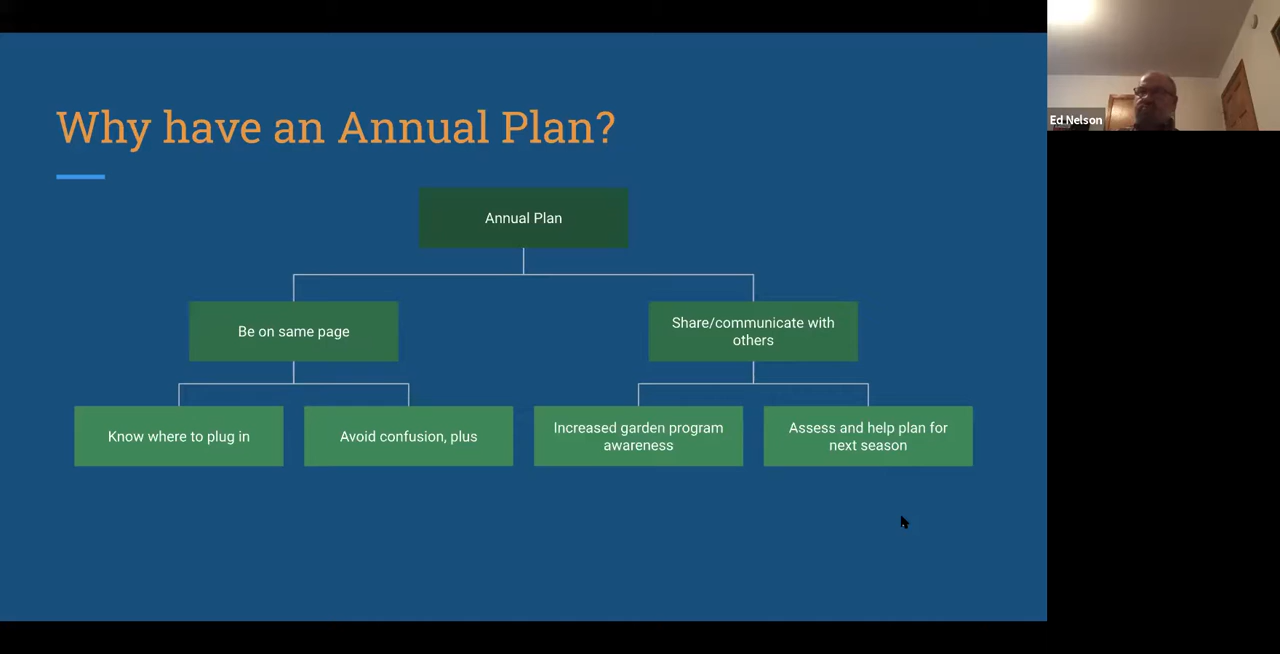 Why have an Annual Plan?
Annual Plan
Be on same page
Share/communicate with
others
Know where to plug in
Avoid confusion, plus
Increased garden program
awareness
Assess and help plan for
next season
Ed Nelson